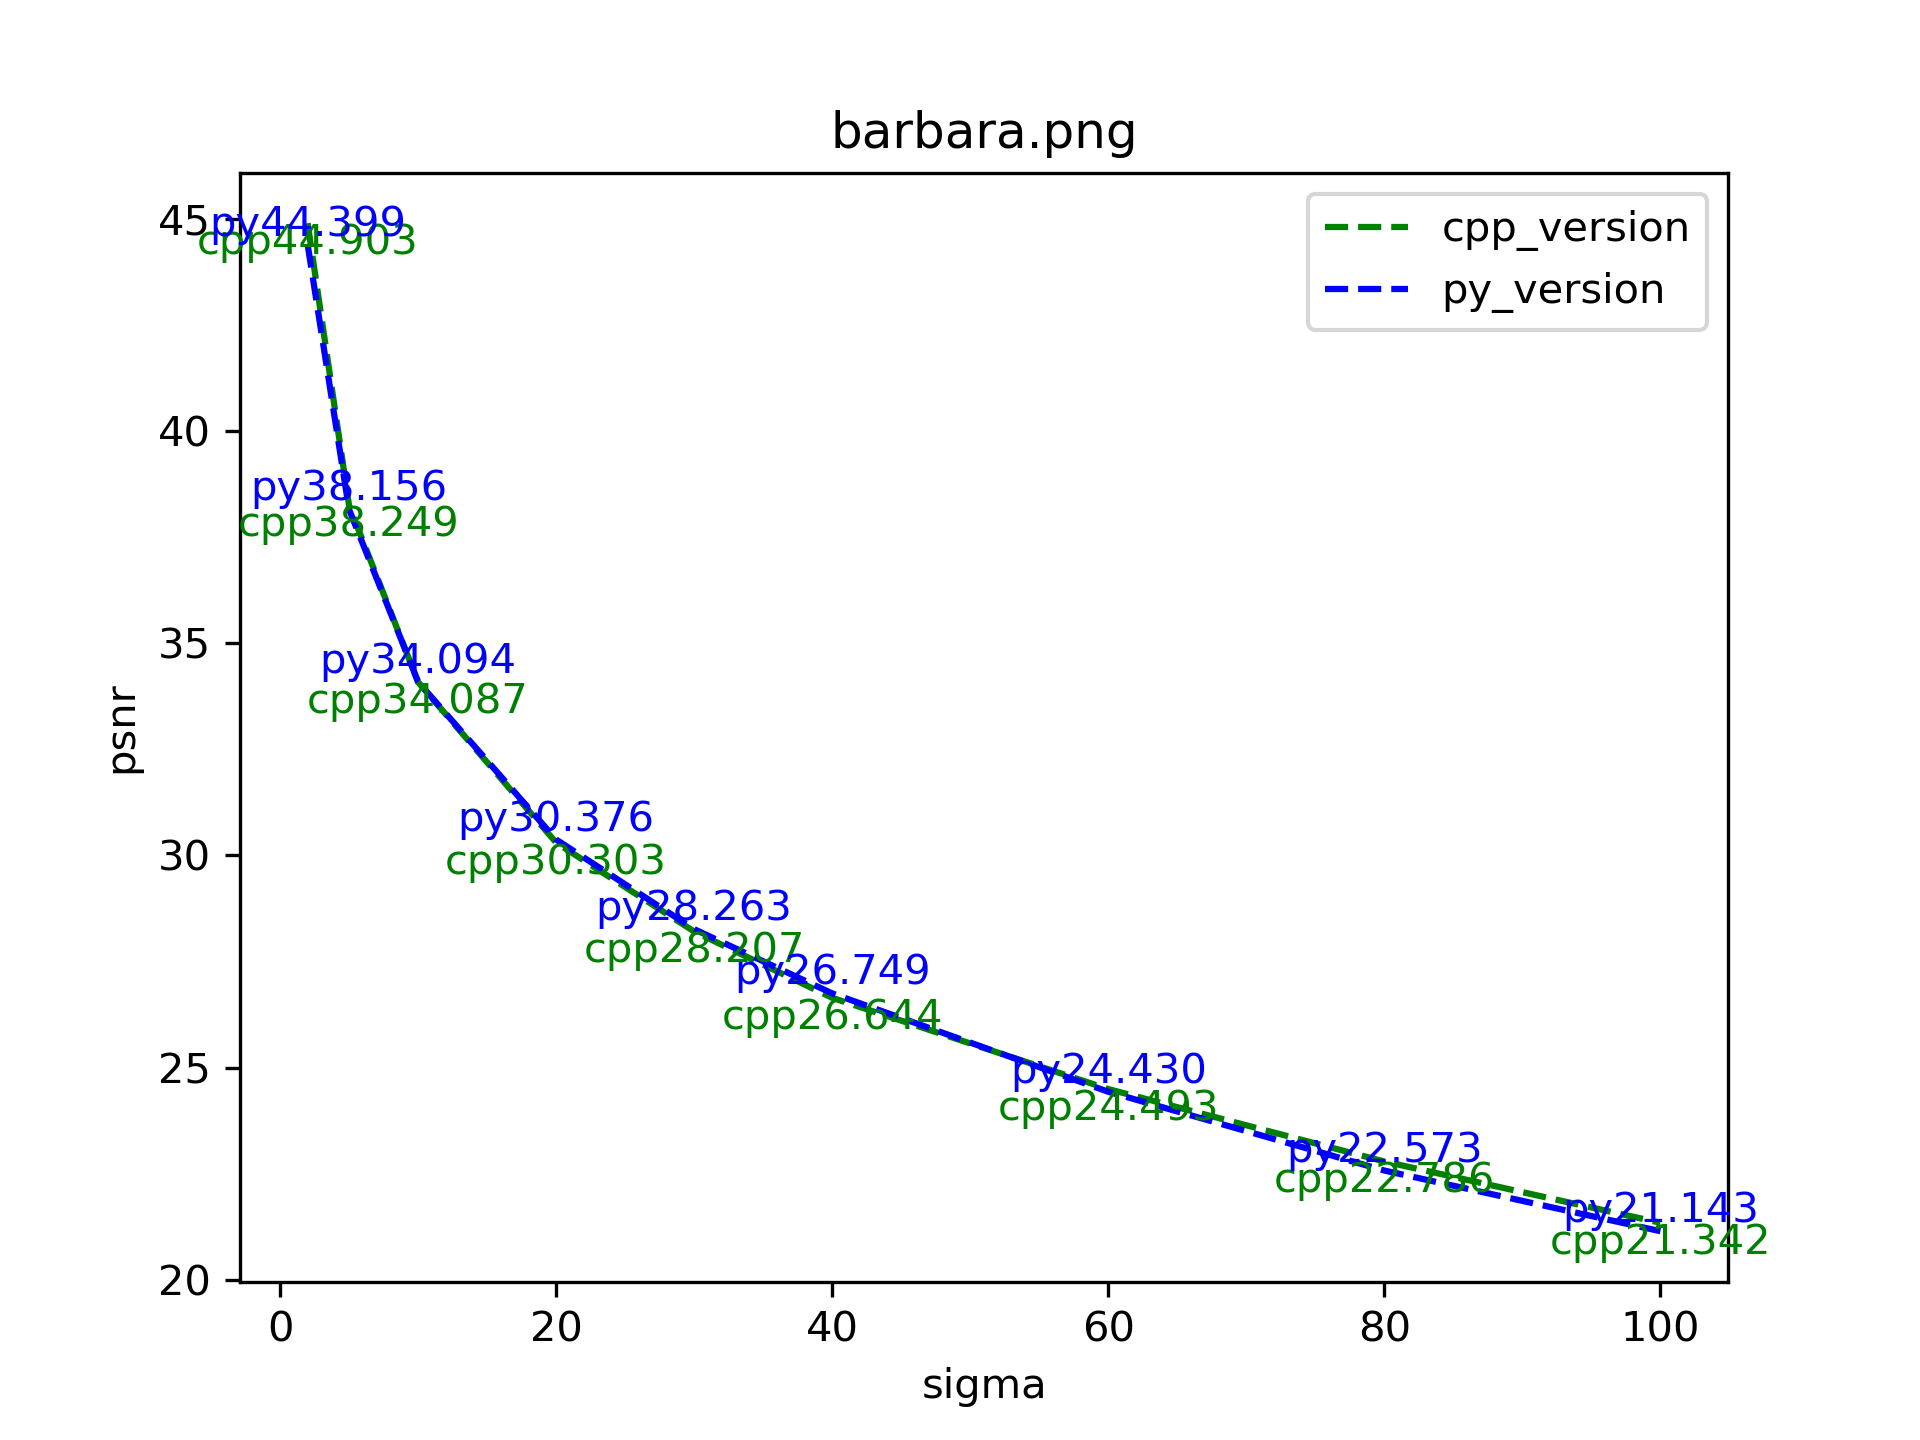 barbara.png
cpp_version
py_version
45
40
35
30
25
20
psnr
py44.399
cpp44.903
py38.156
cpp38.249
py34.094
cpp34.087
py30.376
cpp30.303
py28.263
cpp28.207
py26.749
cpp26.644
py24.430
cpp24.493
py22.573
cpp22.786
py21.143
cpp21.342
0 20 40 60 80 100
sigma